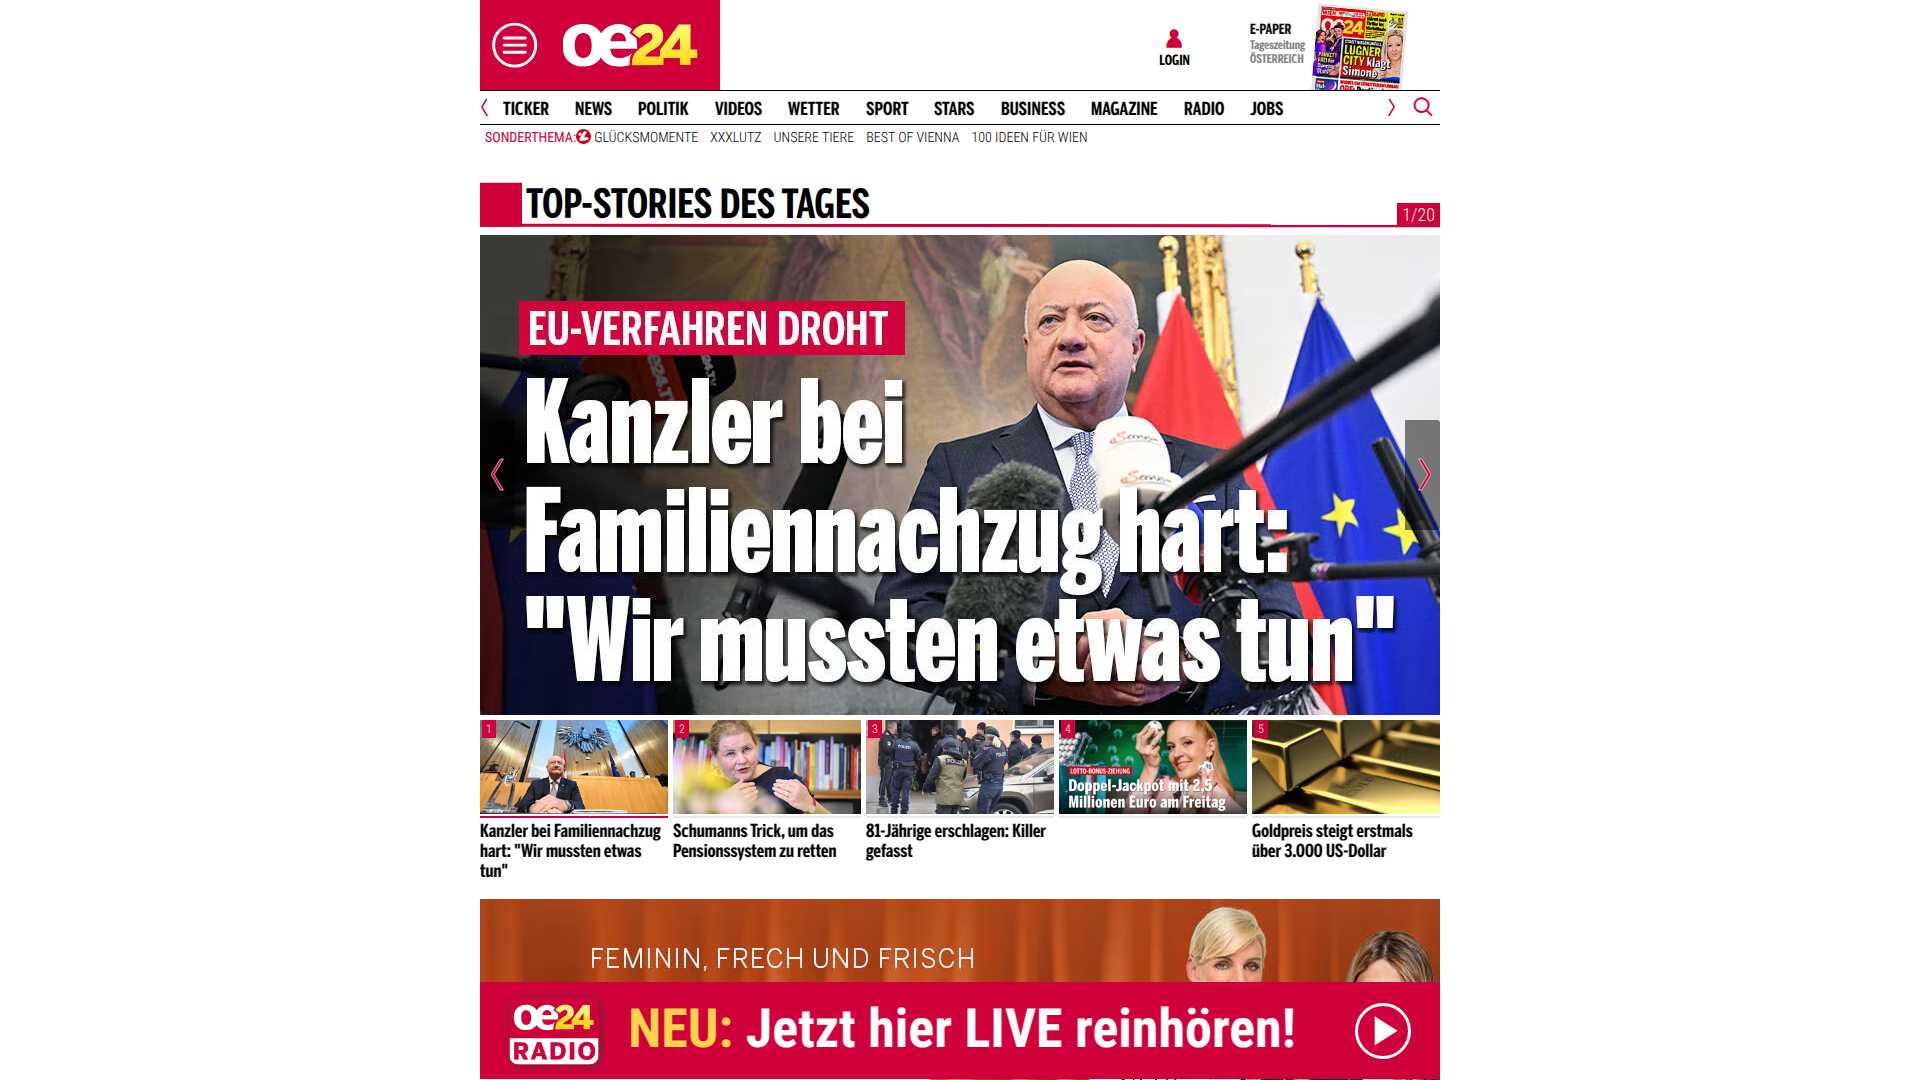 oe24
LOGIN
E-PAPER
Tageszeitung
ÖSTERREICH
oe24
LUGNER
CITY klagt
Simone
TICKER NEWS POLITIK VIDEOS WETTER SPORT STARS BUSINESS MAGAZINE RADIO JOBS
SONDERTHEMA: GLÜCKSMOMENTE XXXLUTZ UNSERE TIERE BEST OF VIENNA 100 IDEEN FÜR WIEN
TOP-STORIES DES TAGES
1/20
EU-VERFAHREN DROHT
Kanzler bei
Familiennachzug hart:
"Wir mussten etwas tun"
1
2
3
4
5
LOTTO-BONUS-ZIEHUNG
Doppel-Jackpot mit 2,5
Millionen Euro am Freitag
Kanzler bei Familiennachzug
hart: "Wir mussten etwas
tun"
Schumanns Trick, um das
Pensionssystem zu retten
81-Jährige erschlagen: Killer
gefasst
Goldpreis steigt erstmals
über 3.000 US-Dollar
FEMININ, FRECH UND FRISCH
oe24
RADIO
NEU: Jetzt hier LIVE reinhören!